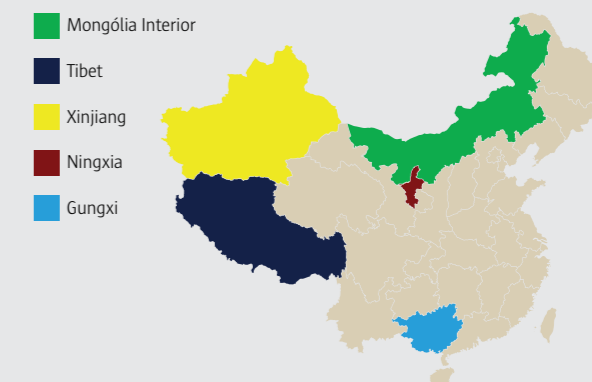 Mongólia Interior
Tibet
Xinjiang
Ningxia
Gungxi